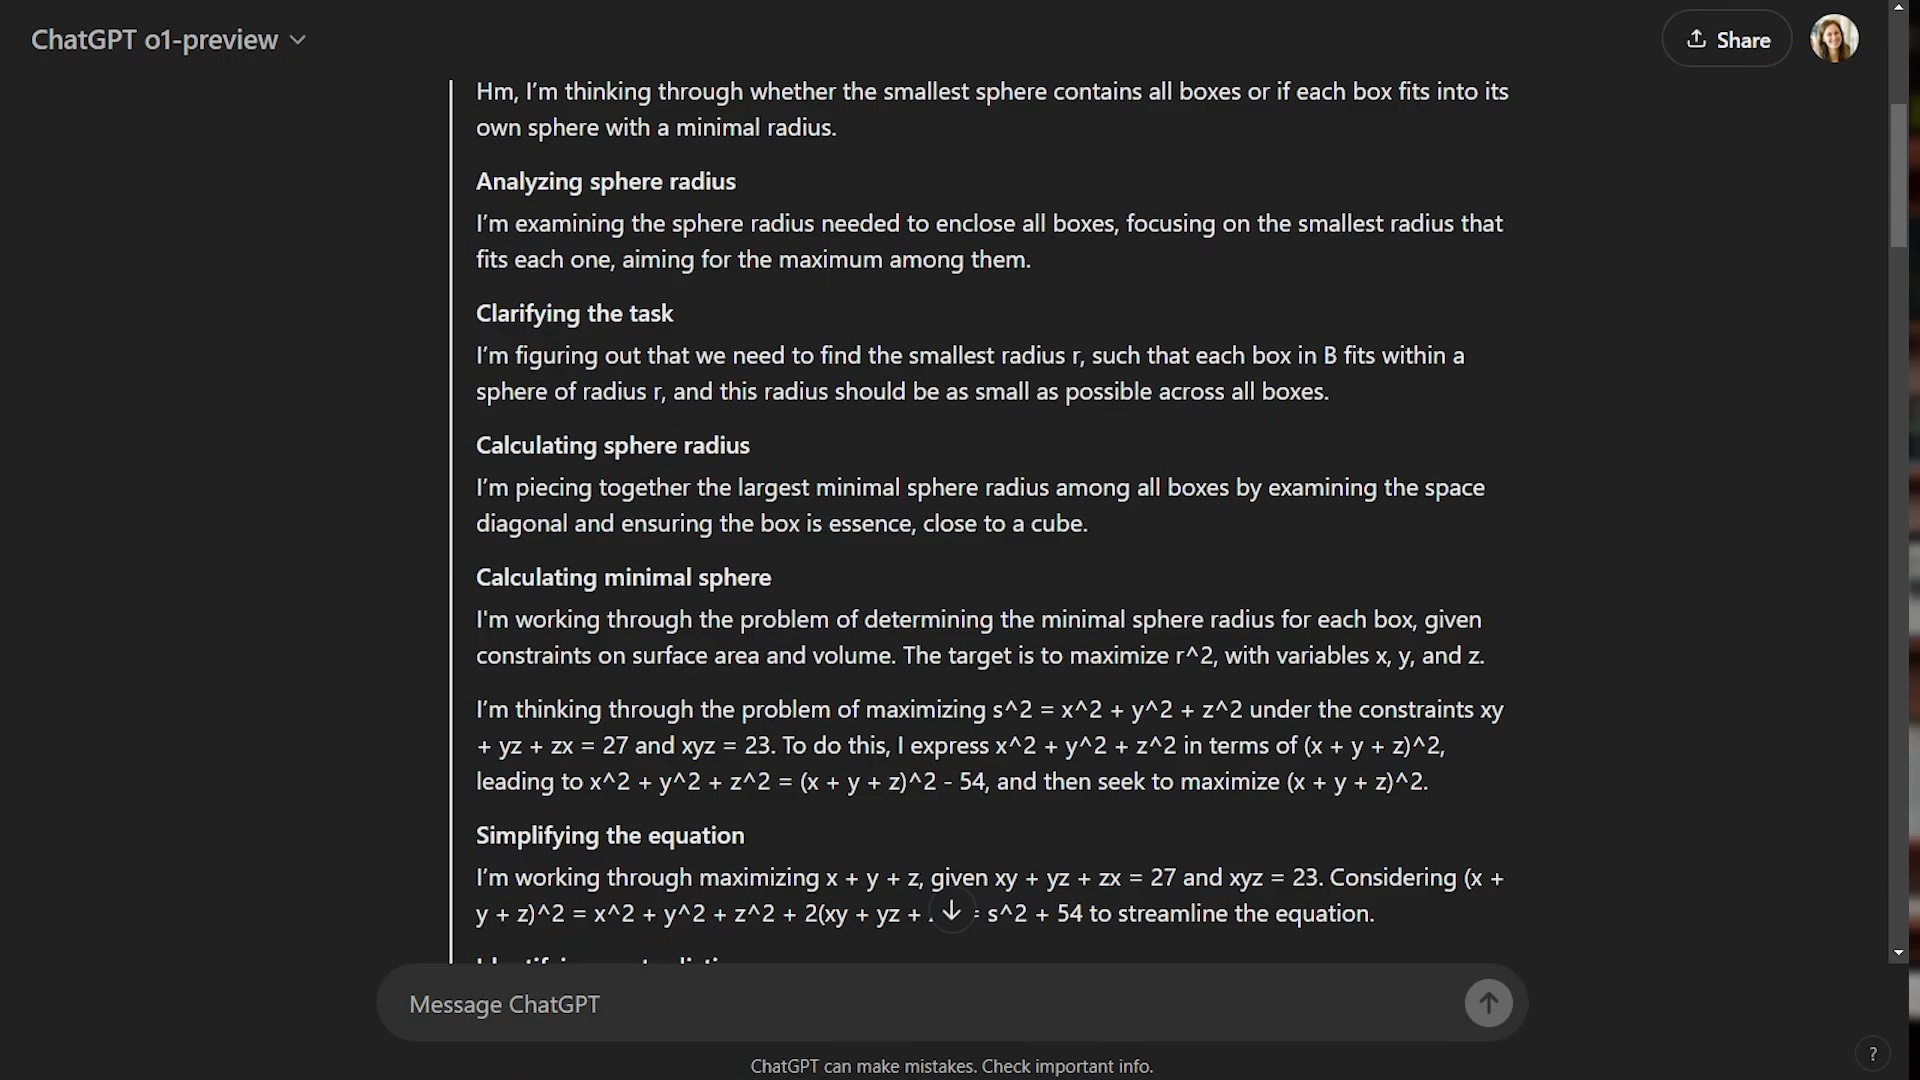 ChatGPT o1-preview
Share
Hm, I'm thinking through whether the smallest sphere contains all boxes or if each box fits into its
own sphere with a minimal radius.
Analyzing sphere radius
I'm examining the sphere radius needed to enclose all boxes, focusing on the smallest radius that
fits each one, aiming for the maximum among them.
Clarifying the task
I'm figuring out that we need to find the smallest radius r, such that each box in B fits within a
sphere of radius r, and this radius should be as small as possible across all boxes.
Calculating sphere radius
I'm piecing together the largest minimal sphere radius among all boxes by examining the space
diagonal and ensuring the box is essence, close to a cube.
Calculating minimal sphere
I'm working through the problem of determining the minimal sphere radius for each box, given
constraints on surface area and volume. The target is to maximize r^2, with variables x, y, and z.
I'm thinking through the problem of maximizing s^2 = x^2 + y^2 + z^2 under the constraints xy
+ yz + zx = 27 and xyz = 23. To do this, I express x^2 + y^2 + z^2 in terms of (x + y + z)^2,
leading to x^2 + y^2 + z^2 = (x + y + z)^2 - 54, and then seek to maximize (x + y + z)^2.
Simplifying the equation
I'm working through maximizing x + y + z, given xy + yz + zx = 27 and xyz = 23. Considering (x +
y + z)^2 = x^2 + y^2 + z^2 + 2(xy + yz + = s^2 + 54 to streamline the equation.
Message ChatGPT
ChatGPT can make mistakes. Check important info.
?